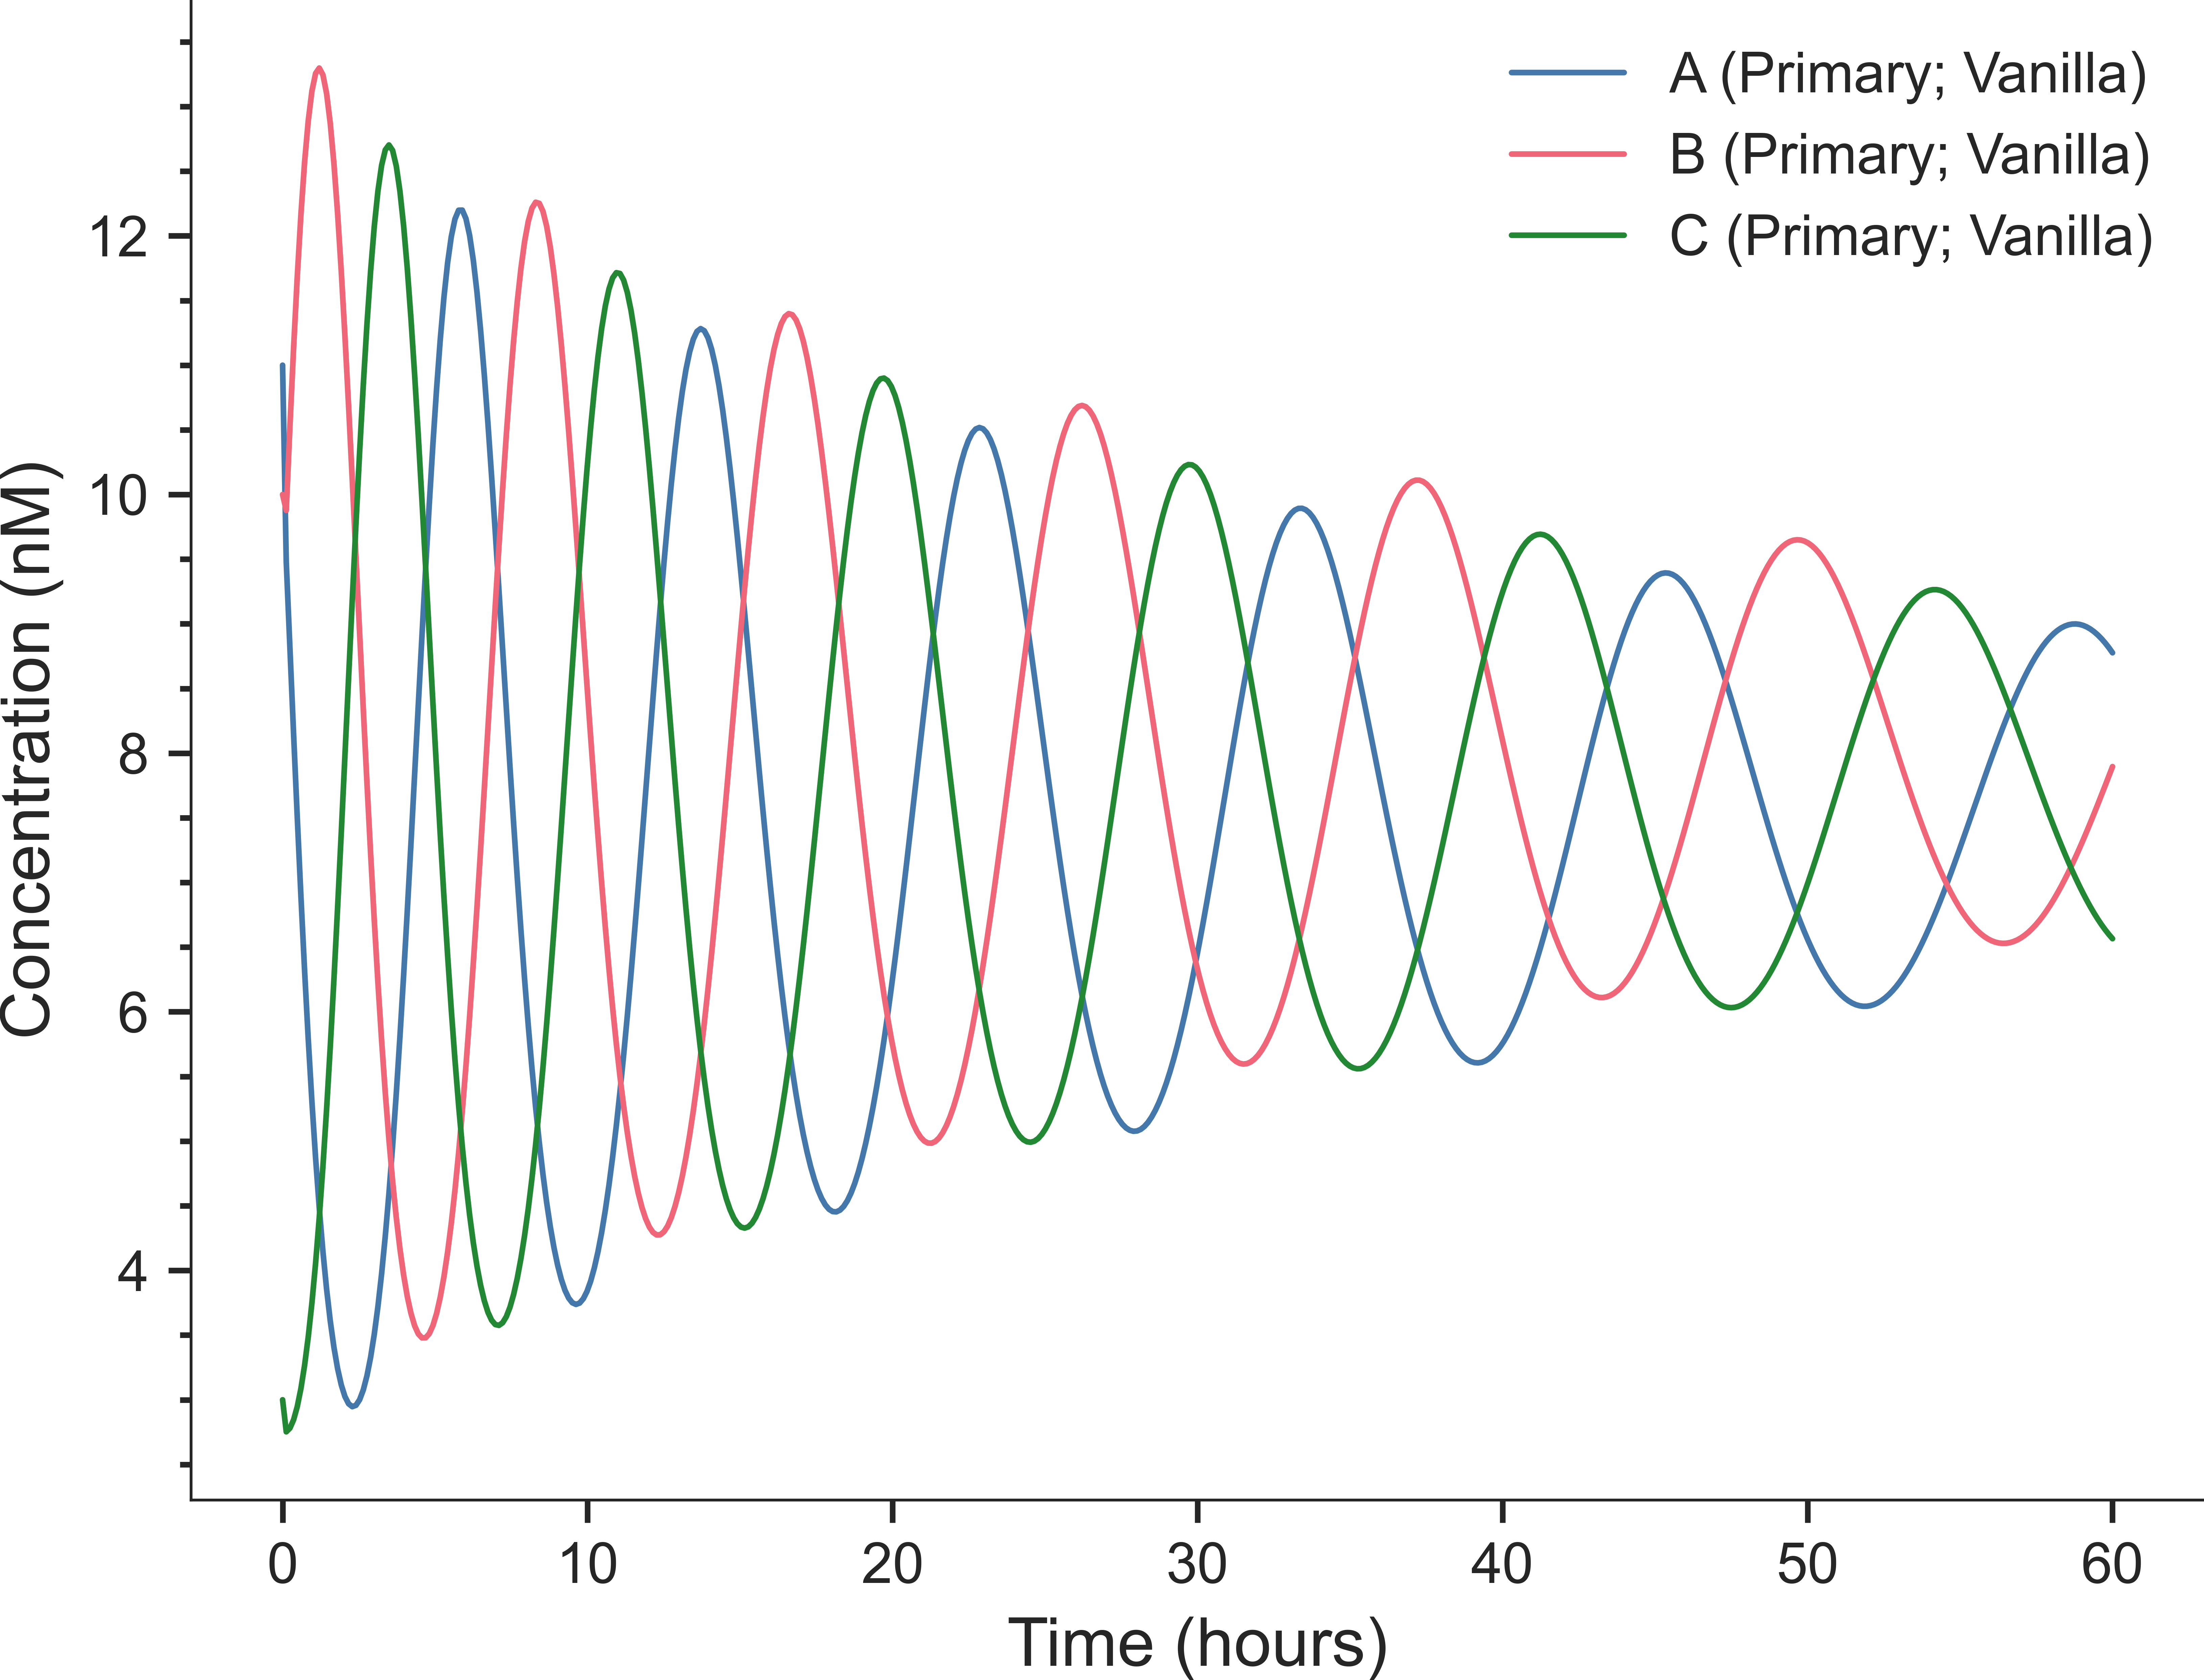 A (Primary; Vanilla)
B (Primary; Vanilla)
C (Primary; Vanilla)
Concentration (nM)
12
10
8
6
4
0 10 20 30 40 50 60
Time (hours)